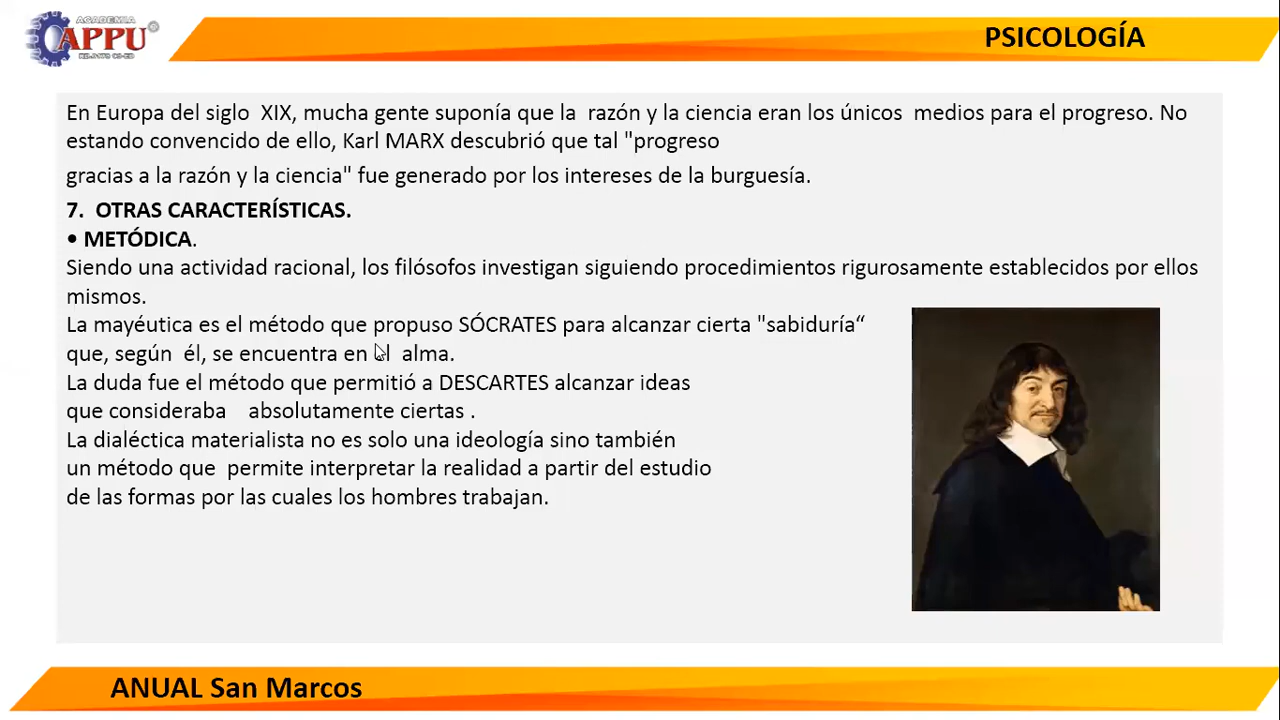 ACADEMIA
CAPPU
PSICOLOGÍA
En Europa del siglo XIX, mucha gente suponía que la razón y la ciencia eran los únicos medios para el progreso. No
estando convencido de ello, Karl MARX descubrió que tal "progreso
gracias a la razón y la ciencia" fue generado por los intereses de la burguesía.
7. OTRAS CARACTERÍSTICAS.
• METÓDICA.
Siendo una actividad racional, los filósofos investigan siguiendo procedimientos rigurosamente establecidos por ellos
mismos.
La mayéutica es el método que propuso SÓCRATES para alcanzar cierta "sabiduría“
que, según él, se encuentra en el alma.
La duda fue el método que permitió a DESCARTES alcanzar ideas
que consideraba absolutamente ciertas .
La dialéctica materialista no es solo una ideología sino también
un método que permite interpretar la realidad a partir del estudio
de las formas por las cuales los hombres trabajan.
ANUAL San Marcos